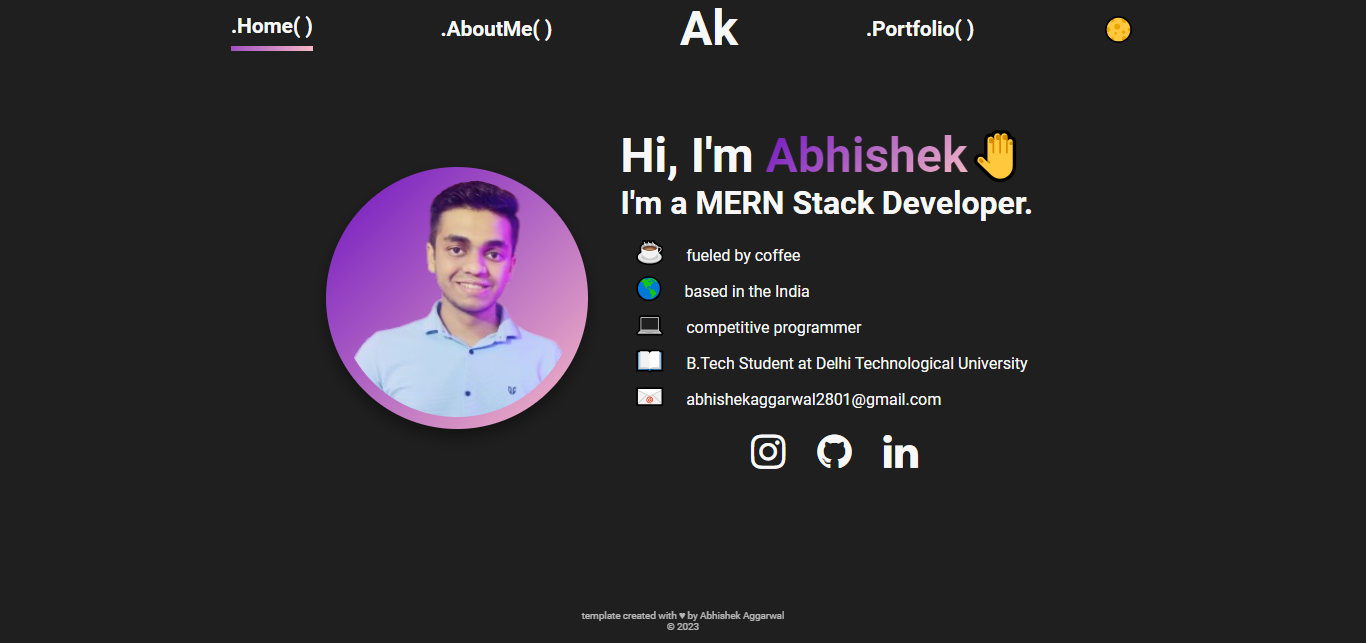 .Home( )
.AboutMe( )
Ak
.Portfolio( )
Hi, I'm Abhishek🤚
I'm a MERN Stack Developer.
☕ fueled by coffee
🌎 based in the India
💻 competitive programmer
📖 B.Tech Student at Delhi Technological University
📧 abhishekaggarwal2801@gmail.com
in
template created with ♥ by Abhishek Aggarwal
© 2023